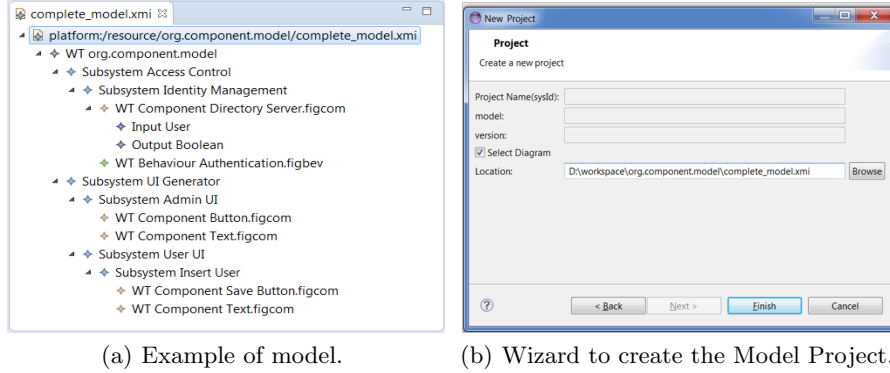 complete_model.xmi
platform:/resource/org.component.model/complete_model.xmi
WT org.component.model
Subsystem Access Control
Subsystem Identity Management
WT Component Directory Server.figcom
Input User
Output Boolean
WT Behaviour Authentication.figbev
Subsystem UI Generator
Subsystem Admin UI
WT Component Button.figcom
WT Component Text.figcom
Subsystem User UI
Subsystem Insert User
WT Component Save Button.figcom
WT Component Text.figcom
(a) Example of model.
New Project
Project
Create a new project
Project Name(sysId):
model:
version:
Select Diagram
Location: D:\workspace\org.component.model\complete_model.xmi Browse
? < Back Next > Finish Cancel
(b) Wizard to create the Model Project.